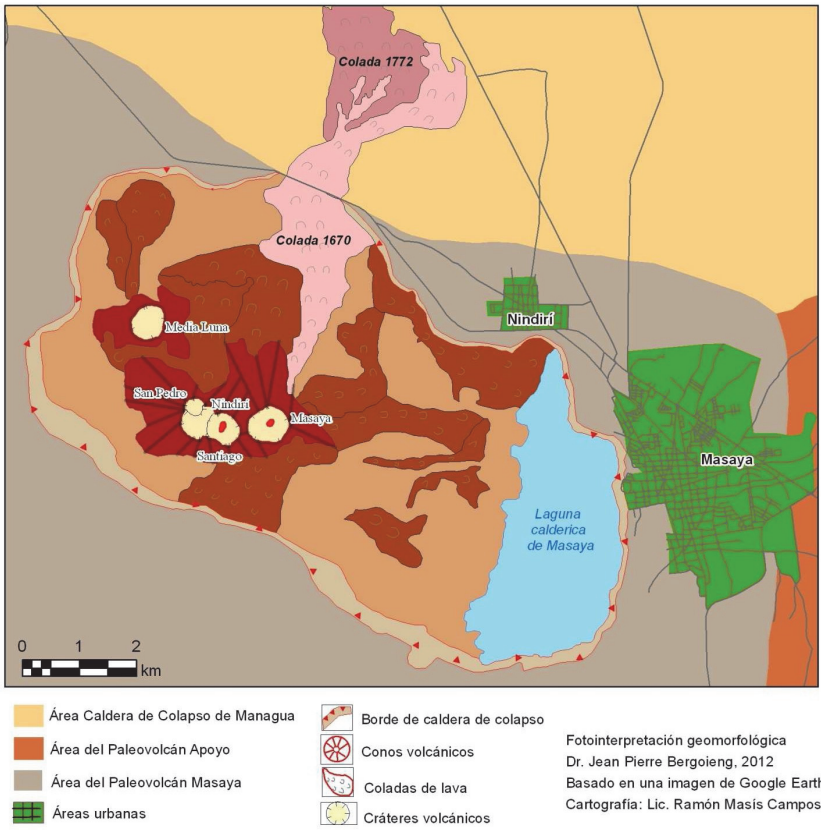 Colada 1772
Colada 1670
Media Luna
Nindirí
San Pedro
Nindirí
Masaya
Santiago
Masaya
Laguna
calderica
de Masaya
0 1 2
km
Área Caldera de Colapso de Managua
Área del Paleovolcán Apoyo
Área del Paleovolcán Masaya
Áreas urbanas
Borde de caldera de colapso
Conos volcánicos
Coladas de lava
Cráteres volcánicos
Fotointerpretación geomorfológica
Dr. Jean Pierre Bergoieng, 2012
Basado en una imagen de Google Earth
Cartografía: Lic. Ramón Masís Campos